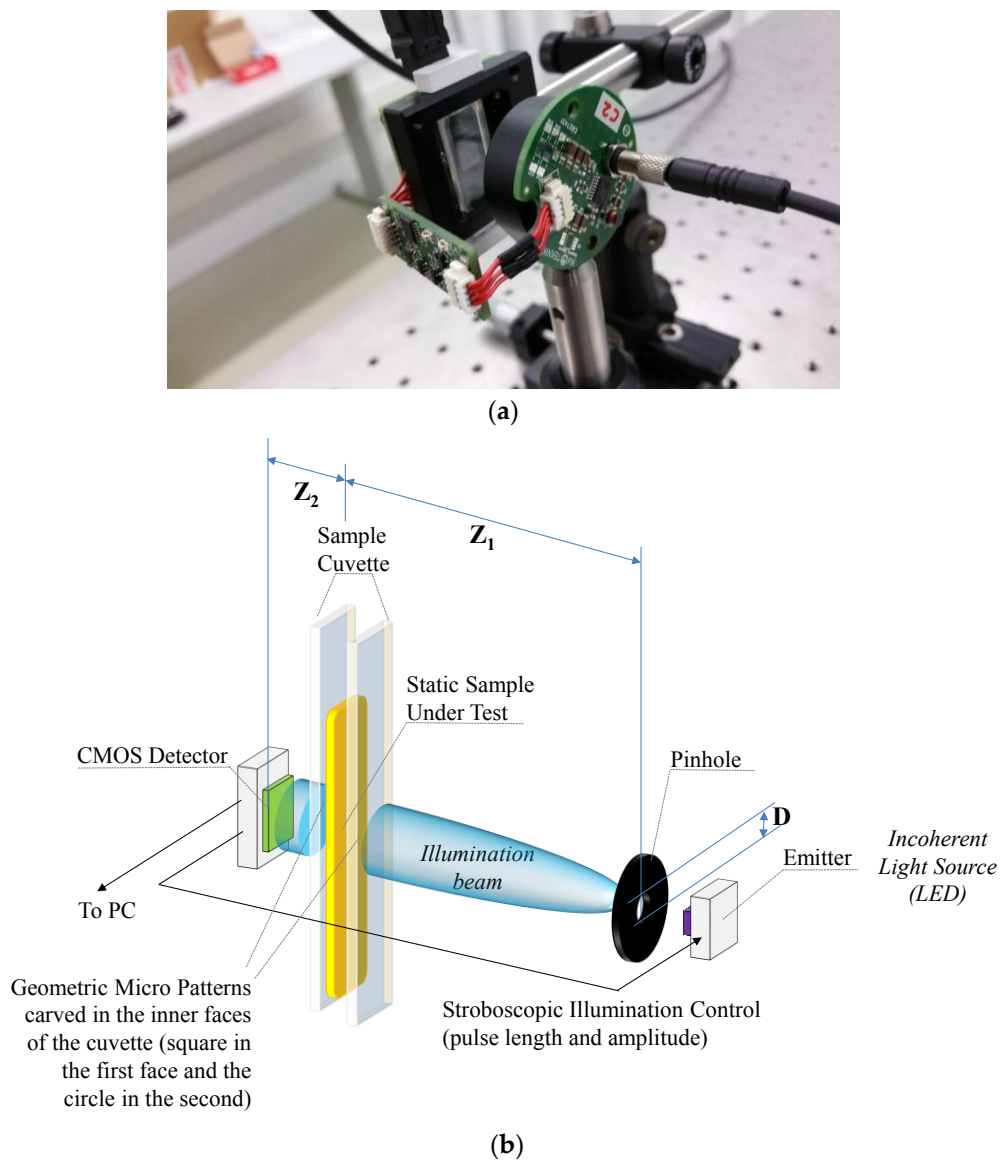 C2
(a)
Z2
Z1
Sample
Cuvette
Static Sample
Under Test
CMOS Detector
Pinhole
D
Illumination
beam
Emitter
Incoherent
Light Source
(LED)
To PC
Geometric Micro Patterns
carved in the inner faces
of the cuvette (square in
the first face and the
circle in the second)
Stroboscopic Illumination Control
(pulse length and amplitude)
(b)